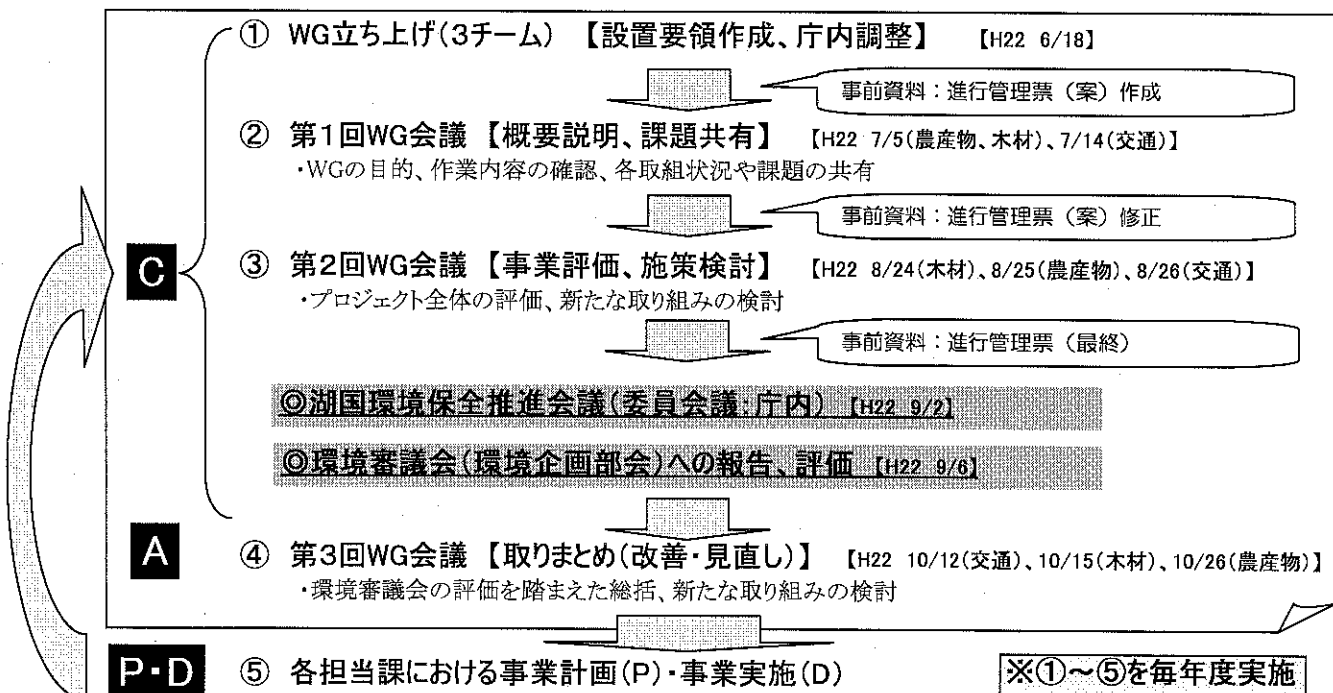 ① WG立ち上げ(3チーム) 【設置要領作成、庁内調整】 【H22 6/18】
事前資料：進行管理票（案）作成
② 第1回WG会議 【概要説明、課題共有】 【H22 7/5(農産物、木材)、7/14(交通)】
・WGの目的、作業内容の確認、各取組状況や課題の共有
事前資料：進行管理票（案）修正
C
③ 第2回WG会議 【事業評価、施策検討】 【H22 8/24(木材)、8/25(農産物)、8/26(交通)】
・プロジェクト全体の評価、新たな取り組みの検討
事前資料：進行管理票（最終）
◎湖国環境保全推進会議(委員会議:庁内) 【H22 9/2】
◎環境審議会(環境企画部会)への報告、評価 【H22 9/6】
A ④ 第3回WG会議 【取りまとめ(改善・見直し)】 【H22 10/12(交通)、10/15(木材)、10/26(農産物)】
・環境審議会の評価を踏まえた総括、新たな取り組みの検討
P・D ⑤ 各担当課における事業計画(P)・事業実施(D) ※①～⑤を毎年度実施